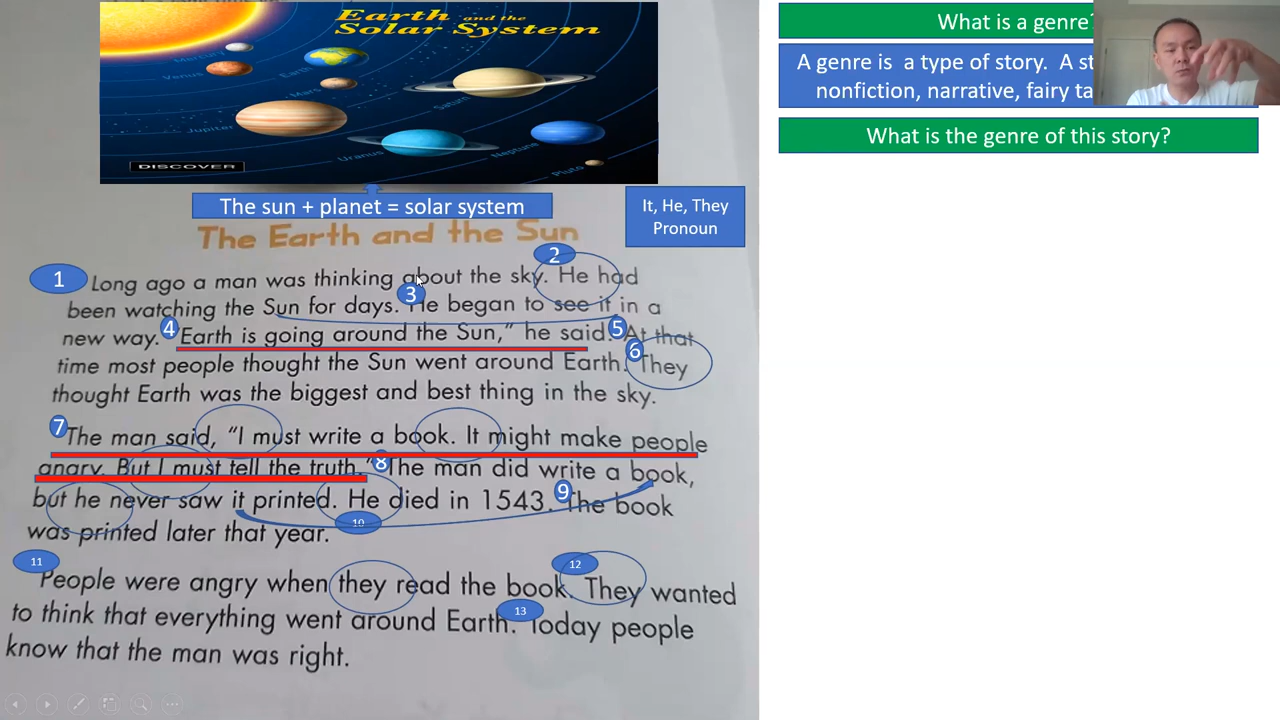 Earth and the
Solar System
Mercury
Venus
Earth
Mars
Jupiter
Saturn
Uranus
Neptune
Pluto
DISCOVER
The sun + planet = solar system
It, He, They
Pronoun
The Earth and the Sun
1 Long ago a man was thinking about the sky. 2 He had
been watching the Sun for days. 3 He began to see it in a
new way. 4 Earth is going around the Sun,” he said. 5 At that
time most people thought the Sun went around Earth. 6 They
thought Earth was the biggest and best thing in the sky.
7 The man said, “I must write a book. It might make people
angry. But I must tell the truth.” 8 The man did write a book,
but he never saw it printed. 10 He died in 1543. 9 The book
was printed later that year.
11 People were angry when they read the book. 12 They wanted
to think that everything went around Earth. 13 Today people
know that the man was right.
What is a genre?
A genre is a type of story. A st
nonfiction, narrative, fairy ta
What is the genre of this story?